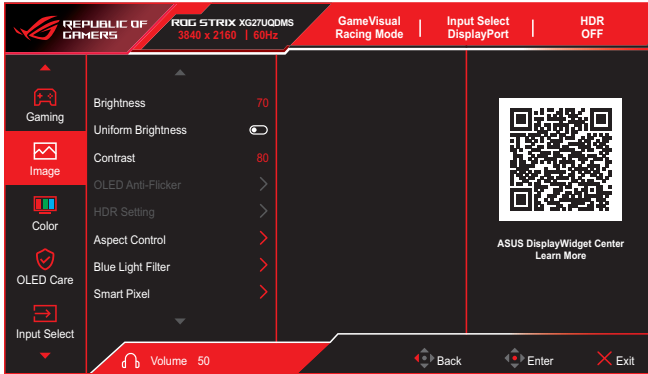 REPUBLIC OF
GAMERS
ROG STRIX XG27UQDMS
3840 x 2160 | 60Hz
GameVisual
Racing Mode
Input Select
DisplayPort
HDR
OFF
Gaming
Image
Color
OLED Care
Input Select
Brightness 70
Uniform Brightness
Contrast 80
OLED Anti-Flicker
HDR Setting
Aspect Control
Blue Light Filter
Smart Pixel
ASUS DisplayWidget Center
Learn More
Volume 50
Back
Enter
Exit